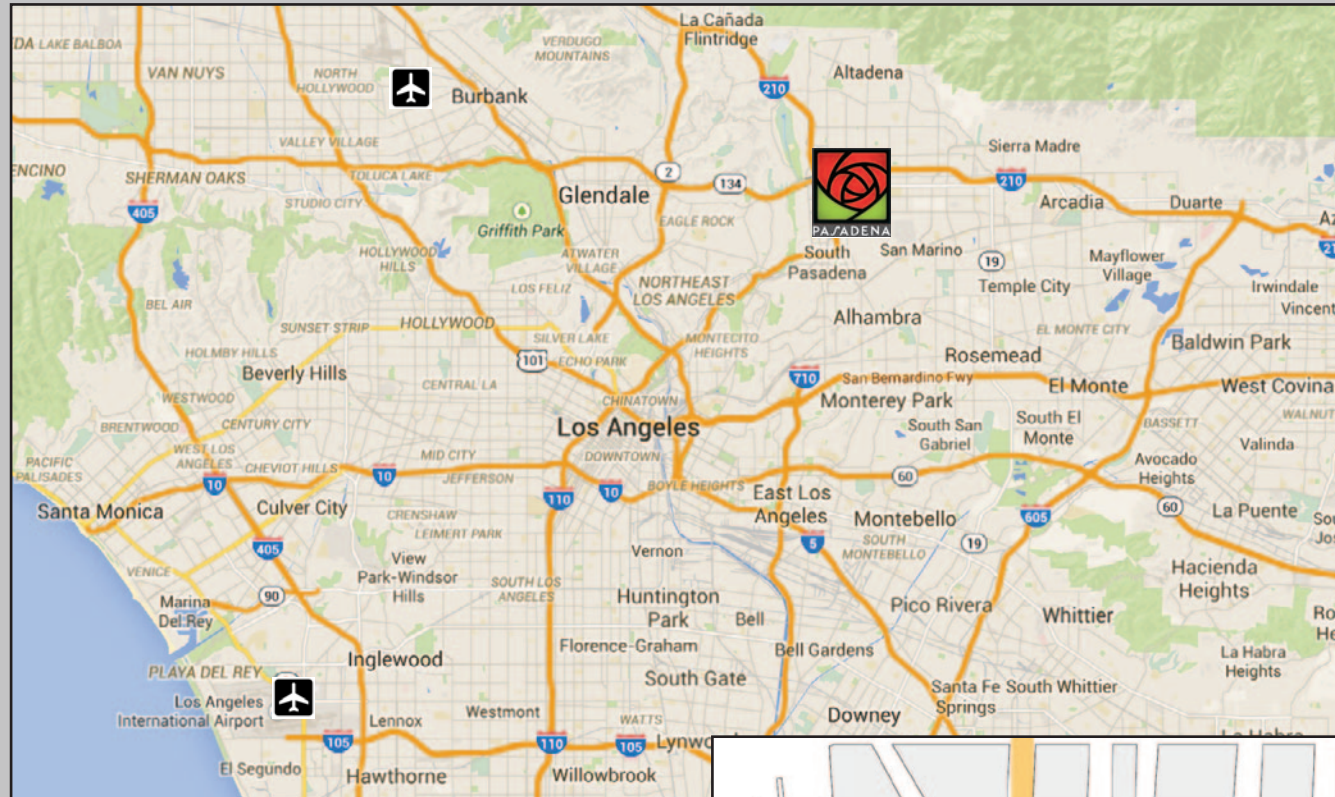 La Cañada
Flintridge
DA LAKE BALBOA
VERDUGO
MOUNTAINS
VAN NUYS
NORTH
HOLLYWOOD
Altadena
210
Burbank
VALLEY VILLAGE
Sierra Madre
ENCINO
SHERMAN OAKS
TOLUCA LAKE
2
134
210
STUDIO CITY
Glendale
Arcadia
Duarte
405
EAGLE ROCK
PASADENA
Griffith Park
HOLLYWOOD
HILLS
ATWATER
VILLAGE
South
Pasadena
San Marino
19
Mayflower
Village
BEL AIR
LOS FELIZ
NORTHEAST
LOS ANGELES
Temple City
Irwindale
Vincent
SUNSET STRIP
HOLLYWOOD
Alhambra
EL MONTE CITY
HOLMBY HILLS
SILVER LAKE
MONTECITO
HEIGHTS
Baldwin Park
101
ECHO PARK
Rosemead
Beverly Hills
CENTRAL LA
710
San Bernardino Fwy
El Monte
West Covina
WESTWOOD
CHINATOWN
Monterey Park
BRENTWOOD
CENTURY CITY
Los Angeles
South San
Gabriel
South El
Monte
BASSETT
WALNUT
WEST LOS
ANGELES
MID CITY
DOWNTOWN
Valinda
PACIFIC
PALISADES
CHEVIOT HILLS
10
JEFFERSON
60
Avocado
Heights
10
110
10
BOYLE HEIGHTS
East Los
Angeles
Santa Monica
Culver City
CRENSHAW
Montebello
605
60
La Puente
LEIMERT PARK
405
5
SOUTH
MONTEBELLO
19
View
Park-Windsor
Hills
Vernon
VENICE
SOUTH LOS
ANGELES
Hacienda
Heights
90
Huntington
Park
Marina
Del Rey
Bell
Pico Rivera
Whittier
Florence-Graham
Bell Gardens
Inglewood
La Habra
Heights
PLAYA DEL REY
South Gate
Los Angeles
International Airport
Santa Fe
Springs
South Whittier
Lennox
Westmont
WATTS
Downey
105
110
105
Lynwo
La Habra
El Segundo
Hawthorne
Willowbrook